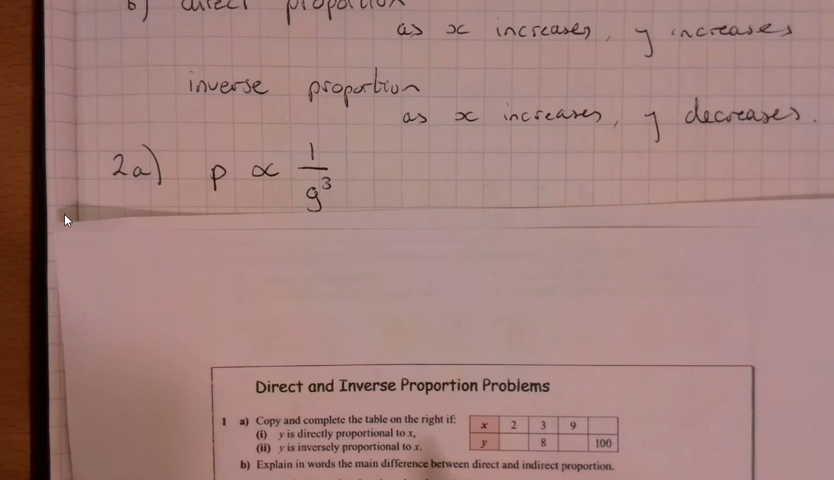 b) direct proportion
as x increases, y increases
inverse proportion
as x increases, y decreases.
2a) p ∝ 1/g³
Direct and Inverse Proportion Problems
1 a) Copy and complete the table on the right if:
(i) y is directly proportional to x,
(ii) y is inversely proportional to x.
x 2 3 9
y 8 100
b) Explain in words the main difference between direct and indirect proportion.